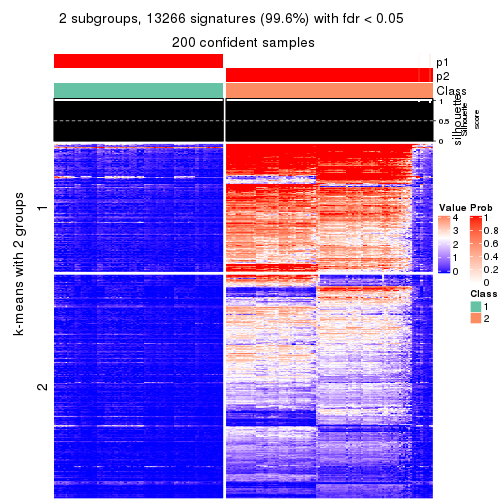 2 subgroups, 13266 signatures (99.6%) with fdr < 0.05
200 confident samples
p1
p2
Class
1
0.5
0
silhouette
Silhouette
score
k-means with 2 groups
1
2
Value
4
3
2
1
0
Prob
1
0.8
0.6
0.4
0.2
0
Class
1
2